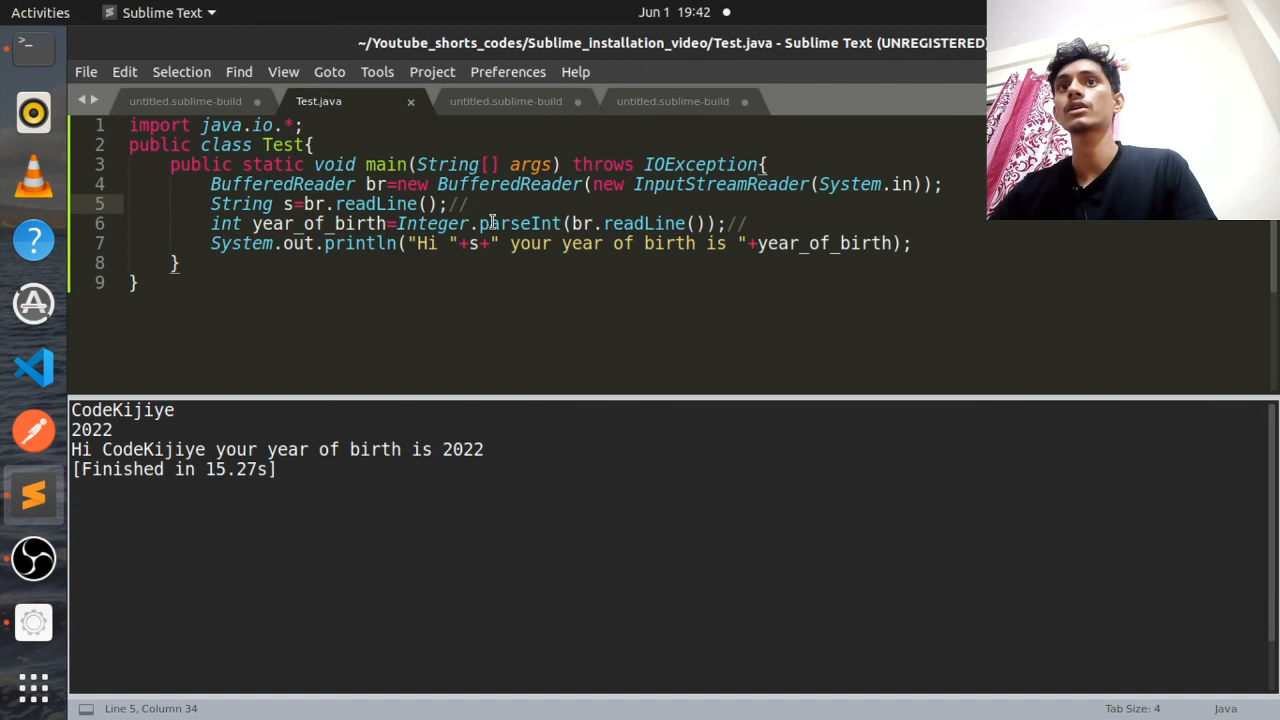 Activities
Sublime Text
Jun 1 19:42
~/Youtube_shorts_codes/Sublime_installation_video/Test.java - Sublime Text (UNREGISTERED)
File Edit Selection Find View Goto Tools Project Preferences Help
untitled.sublime-build Test.java untitled.sublime-build untitled.sublime-build
1 import java.io.*;
2 public class Test{
3 public static void main(String[] args) throws IOException{
4 BufferedReader br=new BufferedReader(new InputStreamReader(System.in));
5 String s=br.readLine();//
6 int year_of_birth=Integer.parseInt(br.readLine());//
7 System.out.println("Hi "+s+" your year of birth is "+year_of_birth);
8 }
9 }
CodeKijiye
2022
Hi CodeKijiye your year of birth is 2022
[Finished in 15.27s]
Line 5, Column 34
Tab Size: 4
Java